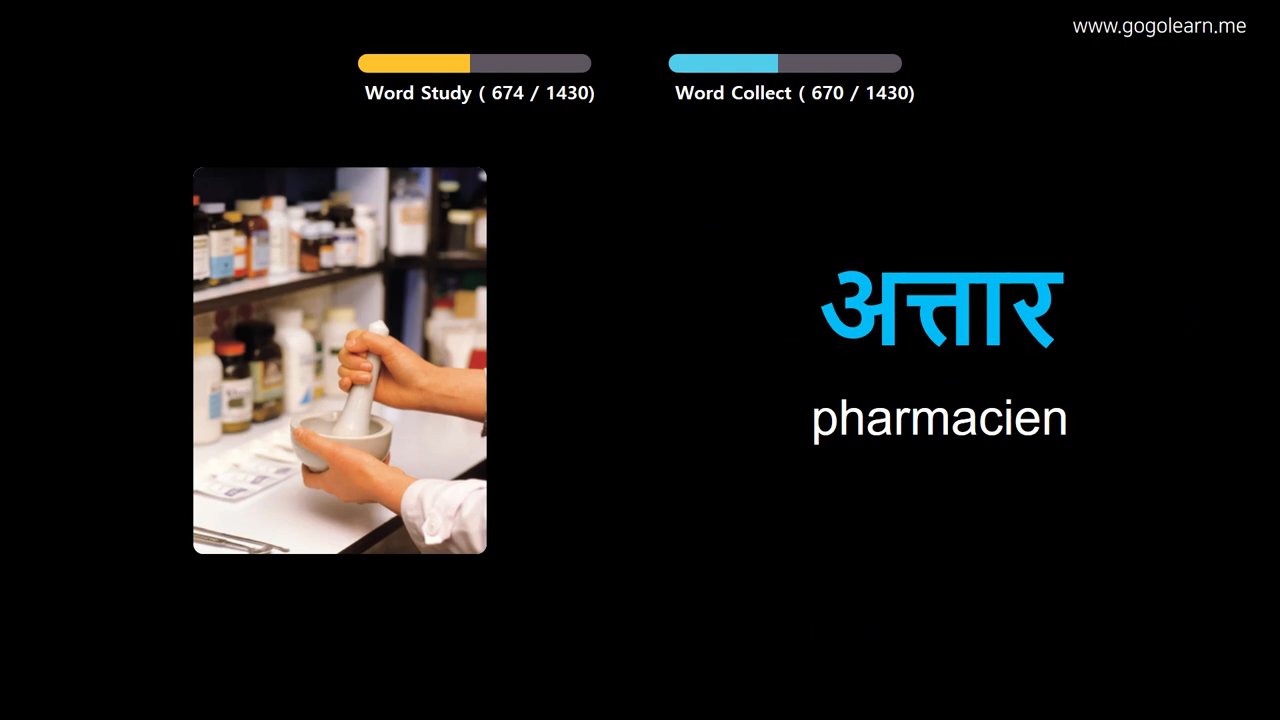 www.gogolearn.me
Word Study ( 674 / 1430)
Word Collect ( 670 / 1430)
अत्तार
pharmacien